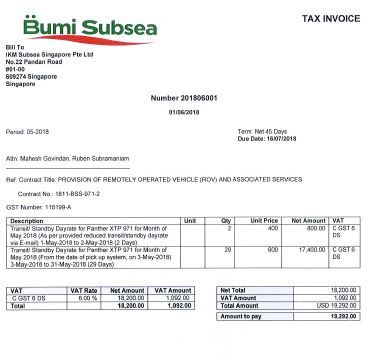 TAX INVOICE
Bumi Subsea
Bill To
IKM Subsea Singapore Pte Ltd
No.22 Pandan Road
#01-00
609274 Singapore
Singapore
Number 201806001
01/06/2018
Period: 05-2018 Term: Net 45 Days
Due Date: 16/07/2018
Attn: Mahesh Govindan, Ruben Subramaniam
Ref: Contract Title: PROVISION OF REMOTELY OPERATED VEHICLE (ROV) AND ASSOCIATED SERVICES
Contract No.: 1811-BSS-971-2
GST Number: 116199-A
Description Unit Qty Unit Price Net Amount VAT
Transit/ Standby Dayrate for Panther XTP 971 for Month of 2 400 800.00 C GST 6
May 2018 (As per provided reduced transit/standby dayrate DS
via E-mail) 1-May-2018 to 2-May-2018 (2 Days)
Transit/ Standby Dayrate for Panther XTP 971 for Month of 29 600 17,400.00 C GST 6
May 2018 (From the date of pick up system, on 3-May-2018) DS
3-May-2018 to 31-May-2018 (29 Days)
VAT VAT Rate Net Amount VAT Amount
C GST 6 DS 6.00 % 18,200.00 1,092.00
Total 18,200.00 1,092.00
Net Total 18,200.00
VAT Amount 1,092.00
Total Amount USD 19,292.00
Amount to pay 19,292.00